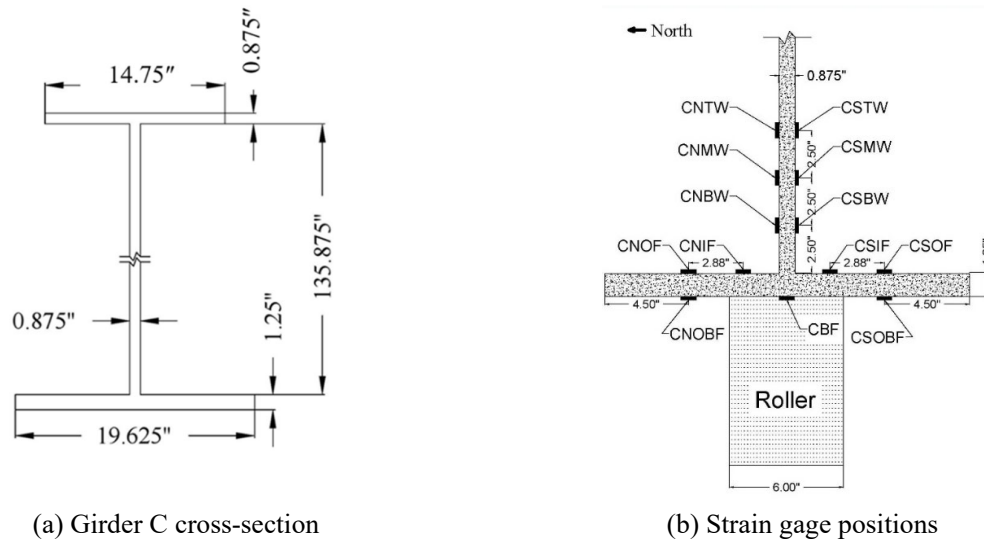 14.75"
0.875"
0.875"
135.875"
1.25"
19.625"
(a) Girder C cross-section
North
0.875"
CNTW
CSTW
2.50"
CNMW
CSMW
2.50"
CNBW
CSBW
2.50"
CNOF
CNIF
CSIF
CSOF
2.88"
2.88"
4.50"
4.50"
CNOBF
CBF
CSOBF
Roller
6.00"
(b) Strain gage positions